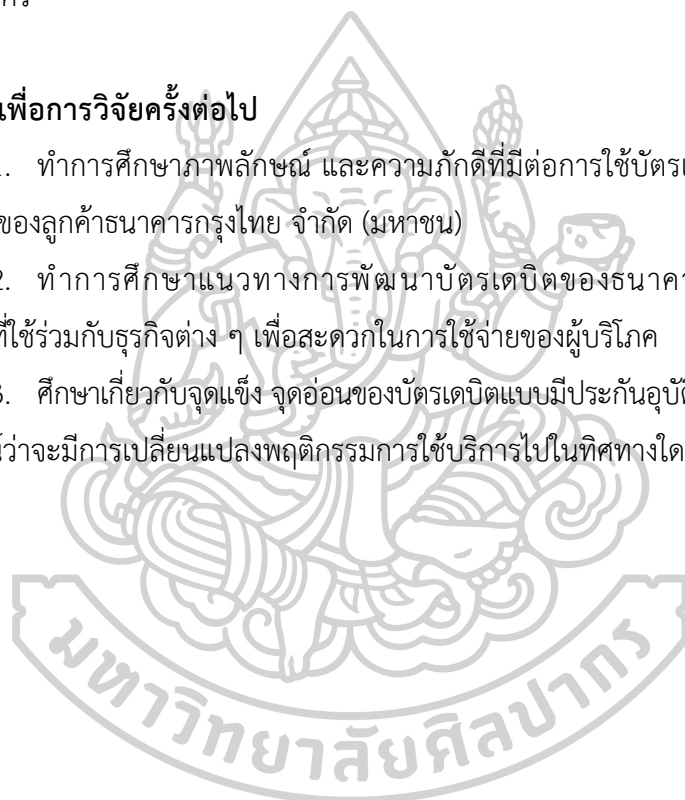 เพื่อการวิจัยครั้งต่อไป
ทำการศึกษาภาพลักษณ์ และความภักดีที่มีต่อการใช้บัตร
ของลูกค้าธนาคารกรุงไทย จำกัด (มหาชน)
2. ทำการศึกษาแนวทางการพัฒนาบัตรเดบิตของธนาคา
ที่ใช้ร่วมกับธุรกิจต่าง ๆ เพื่อสะดวกในการใช้จ่ายของผู้บริโภค
3. ศึกษาเกี่ยวกับจุดแข็ง จุดอ่อนของบัตรเดบิตแบบมีประกันอุบั
ว่าจะมีการเปลี่ยนแปลงพฤติกรรมการใช้บริการไปในทิศทางใด
มหาวิทยาลัยศิลปากร